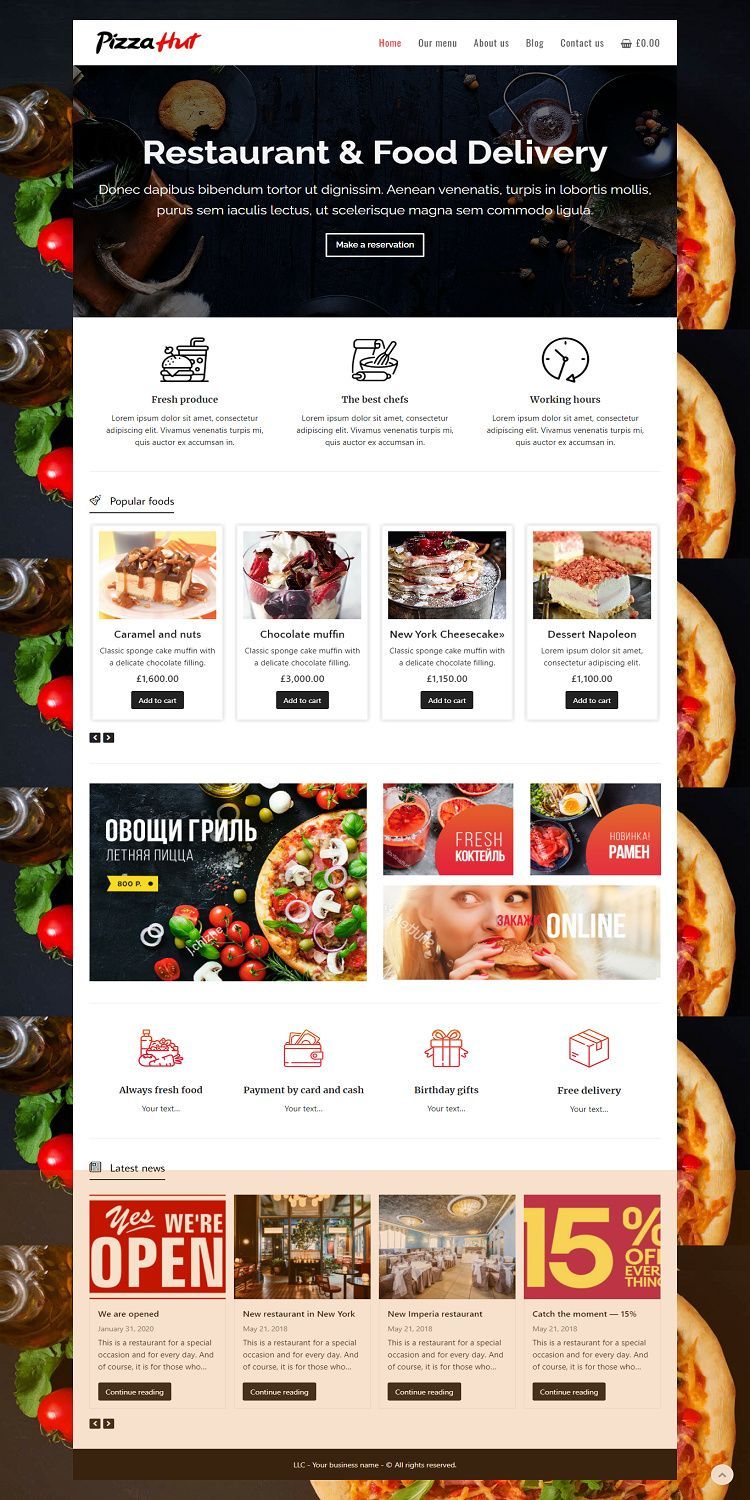 Pizza Hut
Home Our menu About us Blog Contact us £0.00
Restaurant & Food Delivery
Donec dapibus bibendum tortor ut dignissim. Aenean venenatis, turpis in lobortis mollis,
purus sem iaculis lectus, ut scelerisque magna sem commodo ligula.
Make a reservation
Fresh produce
Lorem ipsum dolor sit amet, consectetur
adipiscing elit. Vivamus venenatis turpis mi,
quis auctor ex accumsan in.
The best chefs
Lorem ipsum dolor sit amet, consectetur
adipiscing elit. Vivamus venenatis turpis mi,
quis auctor ex accumsan in.
Working hours
Lorem ipsum dolor sit amet, consectetur
adipiscing elit. Vivamus venenatis turpis mi,
quis auctor ex accumsan in.
Popular foods
Caramel and nuts
Classic sponge cake muffin with
a delicate chocolate filling.
£1,600.00
Add to cart
Chocolate muffin
Classic sponge cake muffin with
a delicate chocolate filling.
£3,000.00
Add to cart
New York Cheesecake»
Classic sponge cake muffin with
a delicate chocolate filling.
£1,150.00
Add to cart
Dessert Napoleon
Lorem ipsum dolor sit amet,
consectetur adipiscing elit.
£1,100.00
Add to cart
ОВОЩИ ГРИЛЬ
ЛЕТНЯЯ ПИЦЦА
800 Р.
j.chizhe
FRESH
КОКТЕЙЛЬ
НОВИНКА!
РАМЕН
ЗАКАЖИ ONLINE
Always fresh food
Your text...
Payment by card and cash
Your text...
Birthday gifts
Your text...
Free delivery
Your text...
Latest news
Yes WE'RE
OPEN
We are opened
January 31, 2020
This is a restaurant for a special
occasion and for every day. And
of course, it is for those who...
Continue reading
New restaurant in New York
May 21, 2018
This is a restaurant for a special
occasion and for every day. And
of course, it is for those who...
Continue reading
New Imperia restaurant
May 21, 2018
This is a restaurant for a special
occasion and for every day. And
of course, it is for those who...
Continue reading
15%
OFF
EVERY
THING
Catch the moment — 15%
May 21, 2018
This is a restaurant for a special
occasion and for every day. And
of course, it is for those who...
Continue reading
LLC - Your business name - © All rights reserved.